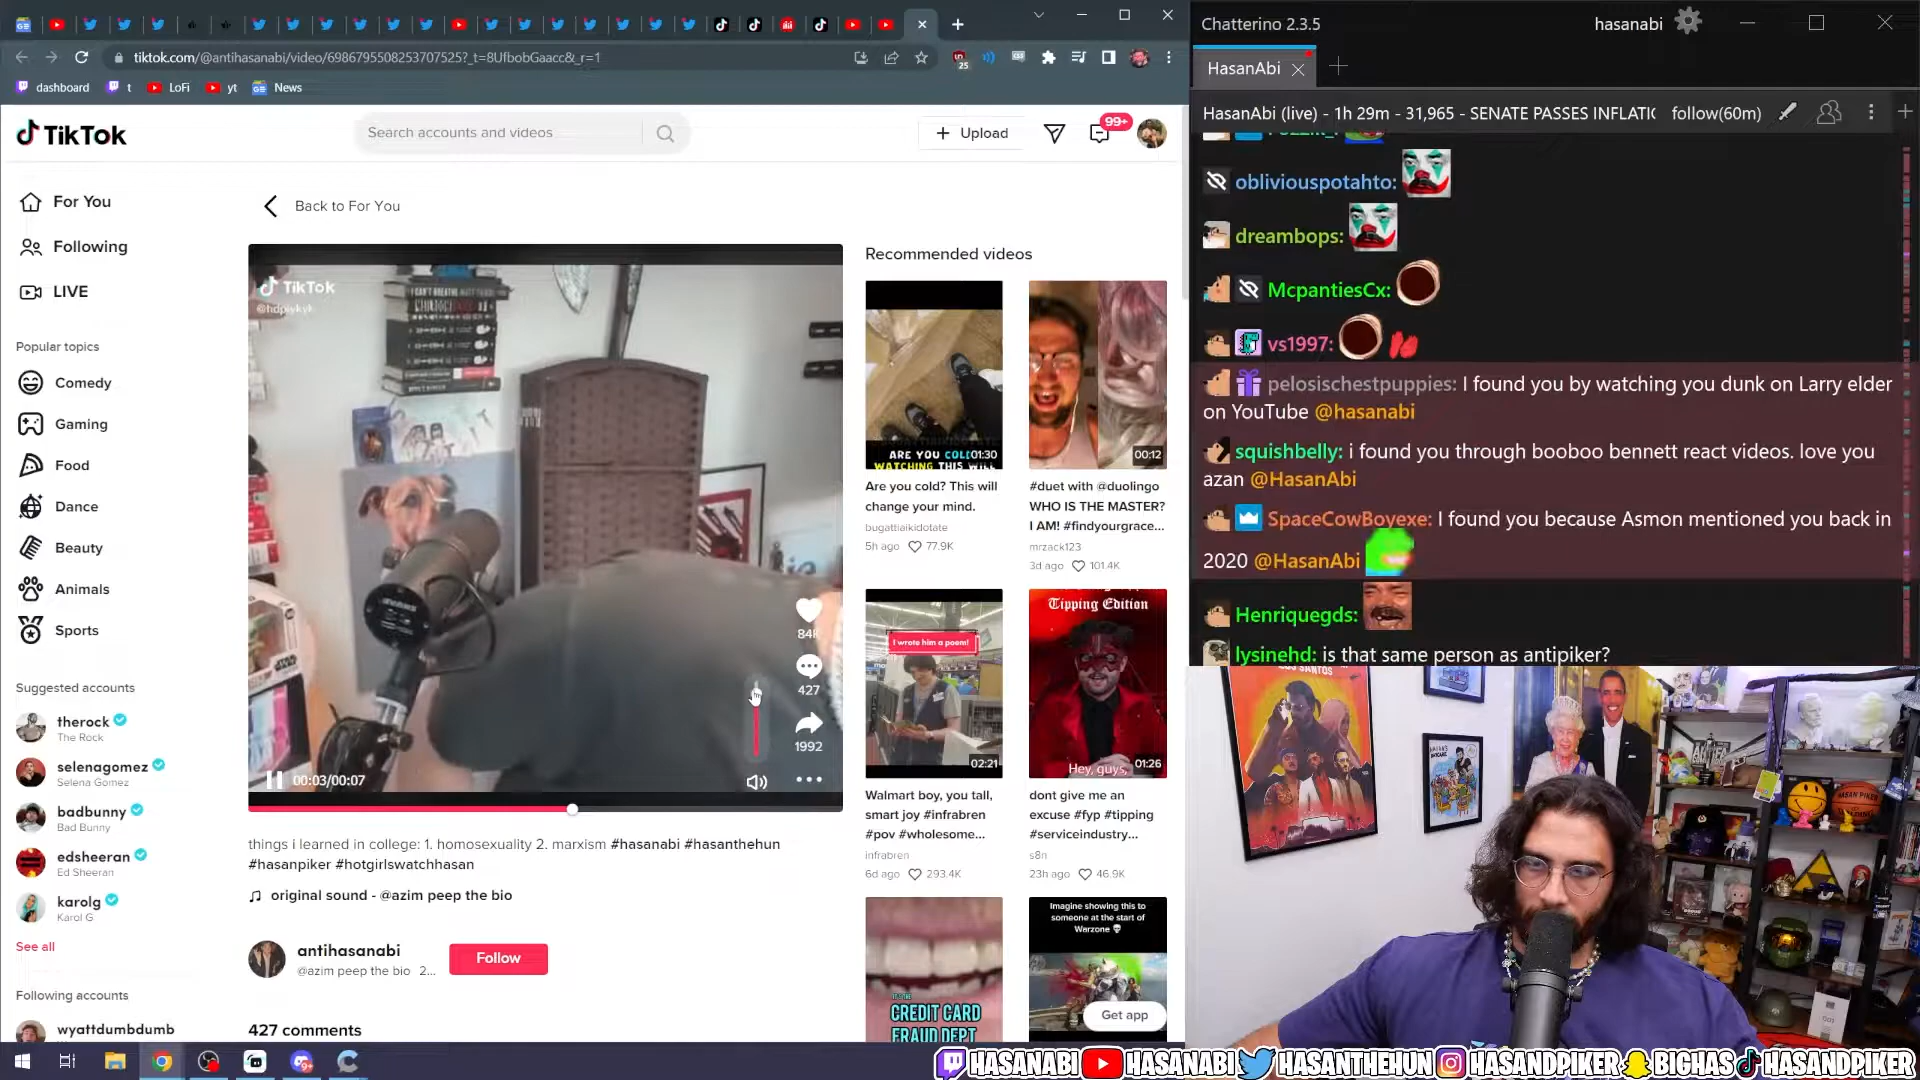 tiktok.com/@antihasanabi/video/6986795508253707525?_t=8UfbobGaacc&_r=1
25
dashboard
t
LoFi
yt
News
TikTok
Search accounts and videos
Upload
99+
For You
Following
LIVE
Popular topics
Comedy
Gaming
Food
Dance
Beauty
Animals
Sports
Suggested accounts
therock
The Rock
selenagomez
Selena Gomez
badbunny
Bad Bunny
edsheeran
Ed Sheeran
karolg
Karol G
See all
Following accounts
wyattdumbdumb
Back to For You
TikTok
84K
427
1992
00:03/00:07
things i learned in college: 1. homosexuality 2. marxism #hasanabi #hasanthehun
#hasanpiker #hotgirlswatchhasan
original sound - @azim peep the bio
antihasanabi
@azim peep the bio 2...
Follow
427 comments
Recommended videos
ARE YOU COLD
01:30
WATCHING THIS WILL
Are you cold? This will
change your mind.
bugattiaikidotate
5h ago 77.9K
00:12
#duet with @duolingo
WHO IS THE MASTER?
I AM! #findyourgrace...
mrzack123
3d ago 101.4K
I wrote him a poem!
02:21
Walmart boy, you tall,
smart joy #infrabren
#pov #wholesome...
infrabren
6d ago 293.4K
Tipping Edition
Hey, guys,
01:26
dont give me an
excuse #fyp #tipping
#serviceindustry...
s8n
23h ago 46.9K
IT'S THE
CREDIT CARD
FRAUD DEPT
Imagine showing this to
someone at the start of
Warzone
Get app
Chatterino 2.3.5
hasanabi
HasanAbi
HasanAbi (live) - 1h 29m - 31,965 - SENATE PASSES INFLATIC
follow(60m)
obliviouspotahto:
dreambops:
McpantiesCx:
vs1997:
pelosischestpuppies: I found you by watching you dunk on Larry elder
on YouTube @hasanabi
squishbelly: i found you through booboo bennett react videos. love you
azan @HasanAbi
SpaceCowBoyexe: I found you because Asmon mentioned you back in
2020 @HasanAbi
Henriquegds:
lysinehd: is that same person as antipiker?
LOS SANTOS
HASANABI HASANABI HASANTHEHUN HASANDPIKER BIGHAS HASANDPIKER